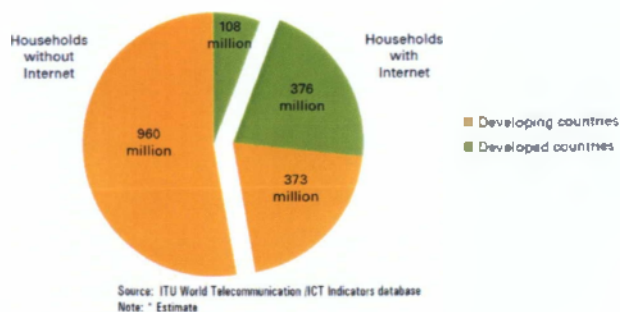 Households
without
Internet
108
million
Households
with
Internet
376
million
960
million
373
million
Developing countries
Developed countries
Source: ITU World Telecommunication /ICT Indicators database
Note: * Estimate